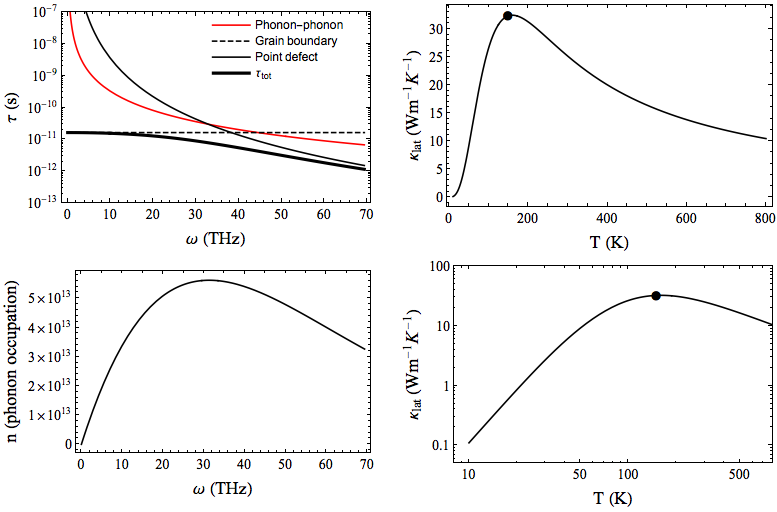 10⁻⁷
10⁻⁸
10⁻⁹
10⁻¹⁰
10⁻¹¹
10⁻¹²
10⁻¹³
τ (s)
Phonon–phonon
Grain boundary
Point defect
τtot
0 10 20 30 40 50 60 70
ω (THz)
30
25
20
15
10
5
0
κlat (Wm⁻¹K⁻¹)
0 200 400 600 800
T (K)
5×10¹³
4×10¹³
3×10¹³
2×10¹³
1×10¹³
0
n (phonon occupation)
0 10 20 30 40 50 60 70
ω (THz)
100
10
1
0.1
κlat (Wm⁻¹K⁻¹)
10 50 100 500
T (K)